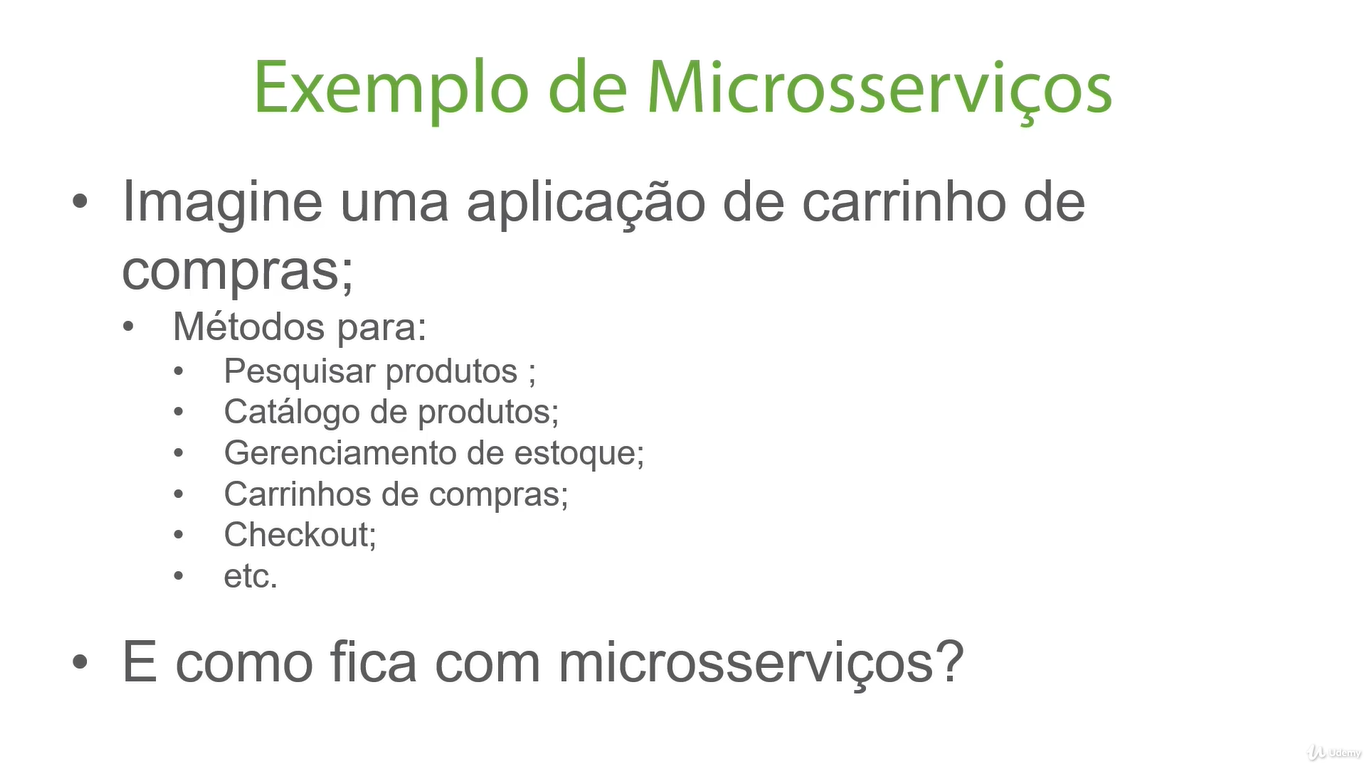 Exemplo de Microsserviços
• Imagine uma aplicação de carrinho de
compras;
• Métodos para:
• Pesquisar produtos ;
• Catálogo de produtos;
• Gerenciamento de estoque;
• Carrinhos de compras;
• Checkout;
• etc.
• E como fica com microsserviços?
Udemy